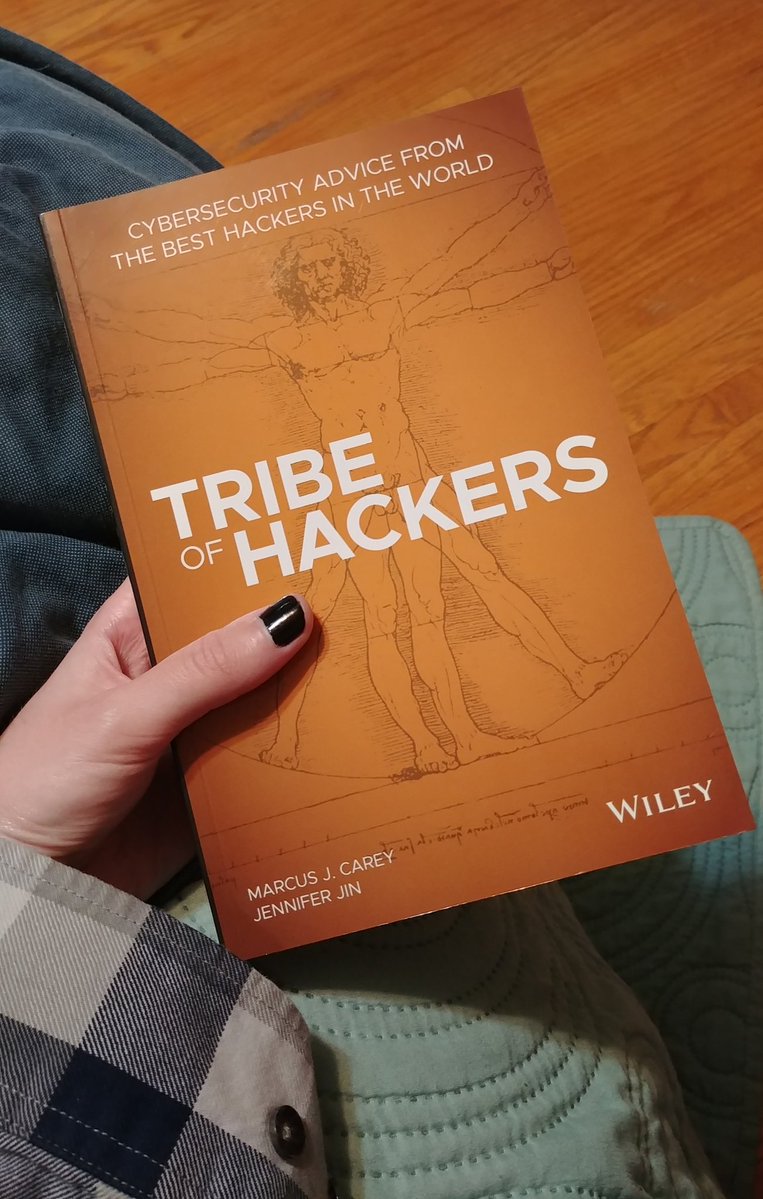 CYBERSECURITY ADVICE FROM
THE BEST HACKERS IN THE WORLD
TRIBE
OF HACKERS
WILEY
MARCUS J. CAREY
JENNIFER JIN